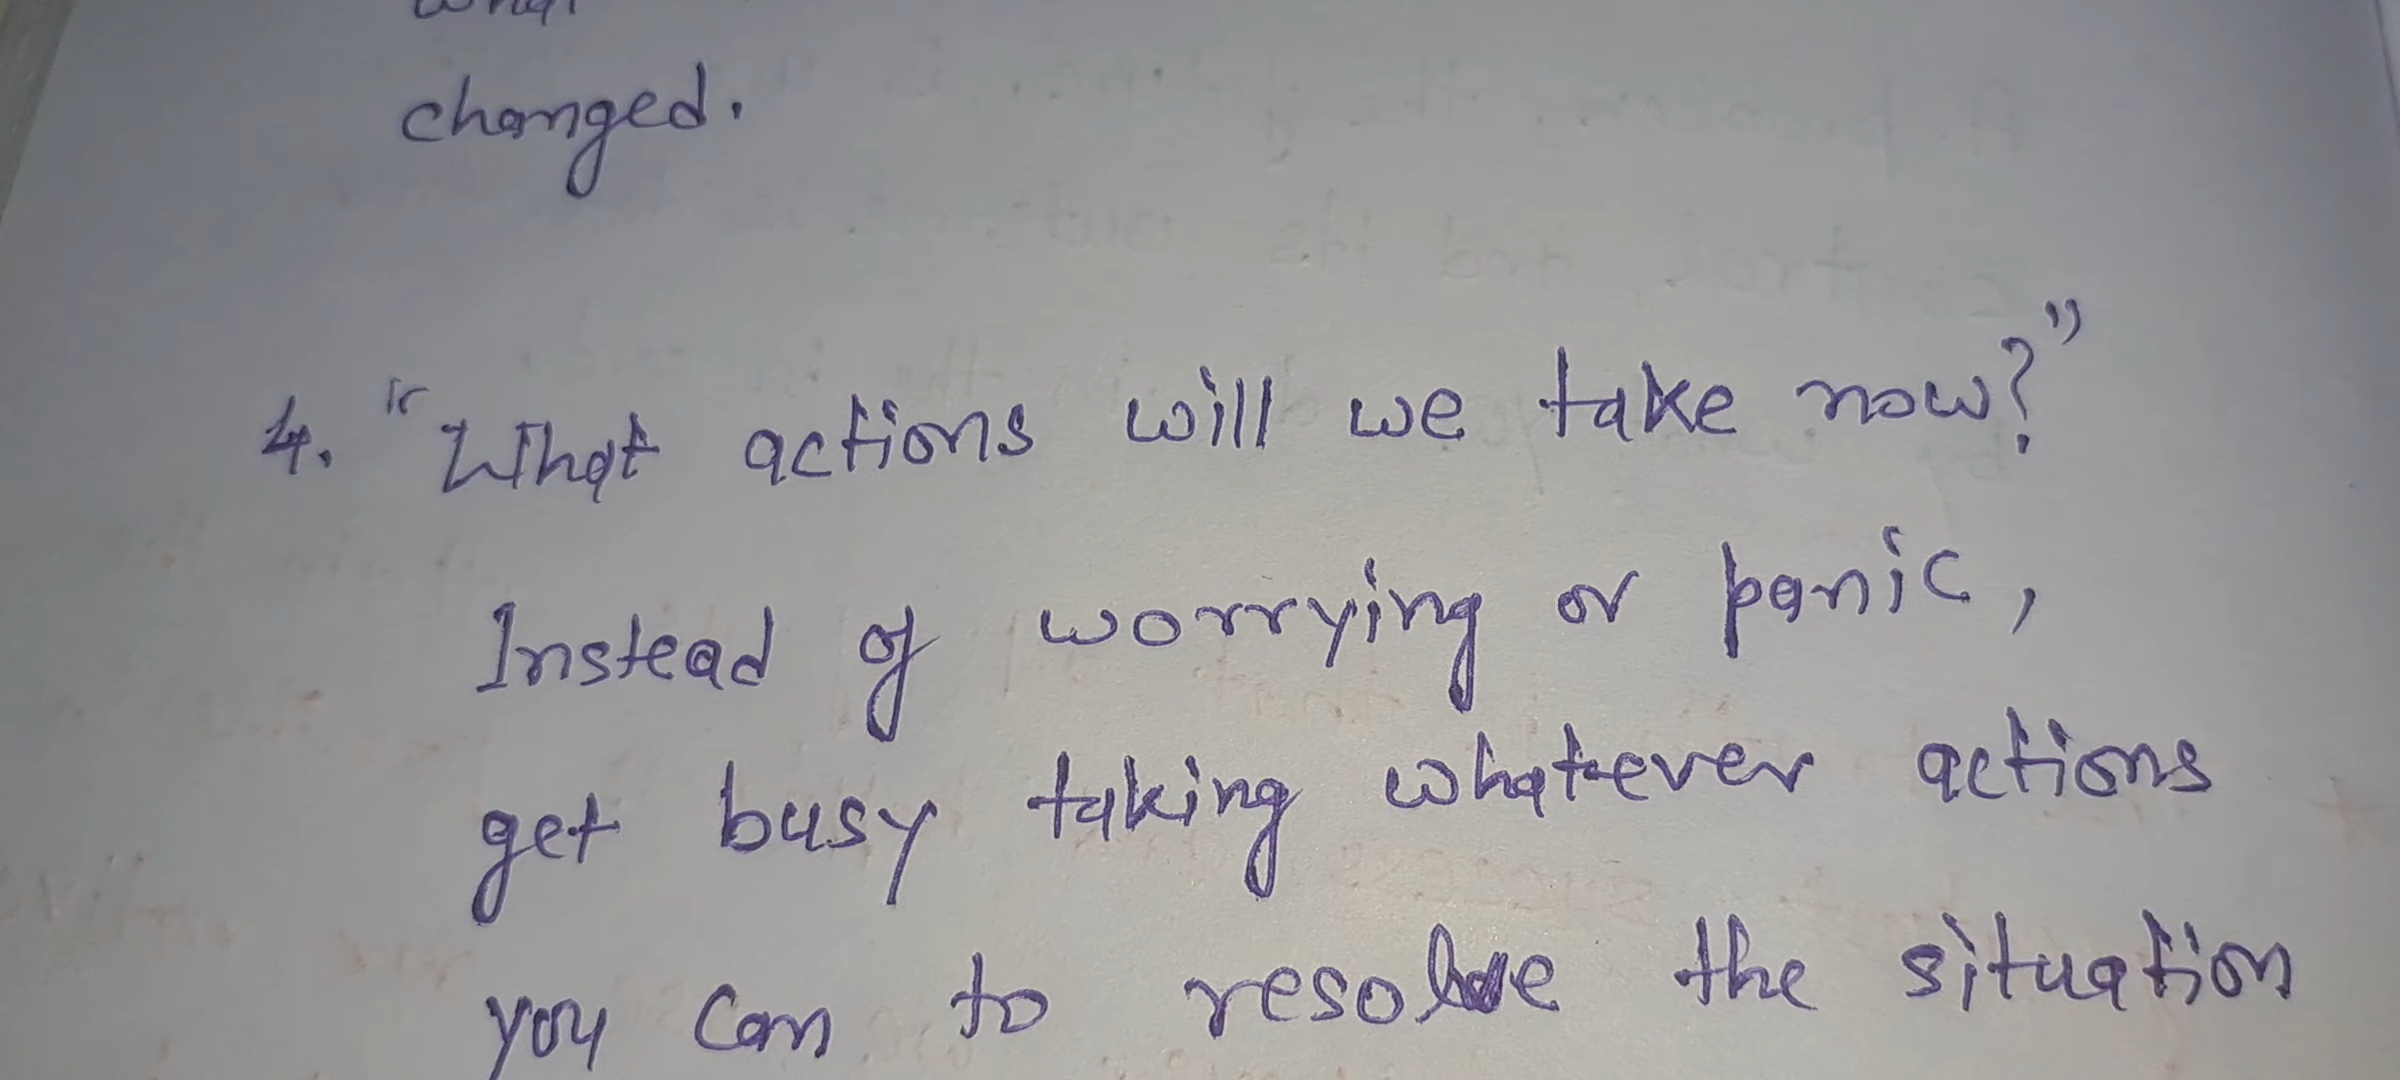 what
changed.
4. "What actions will we take now?"
Instead of worrying or panic,
get busy taking whatever actions
you can to resolve the situation